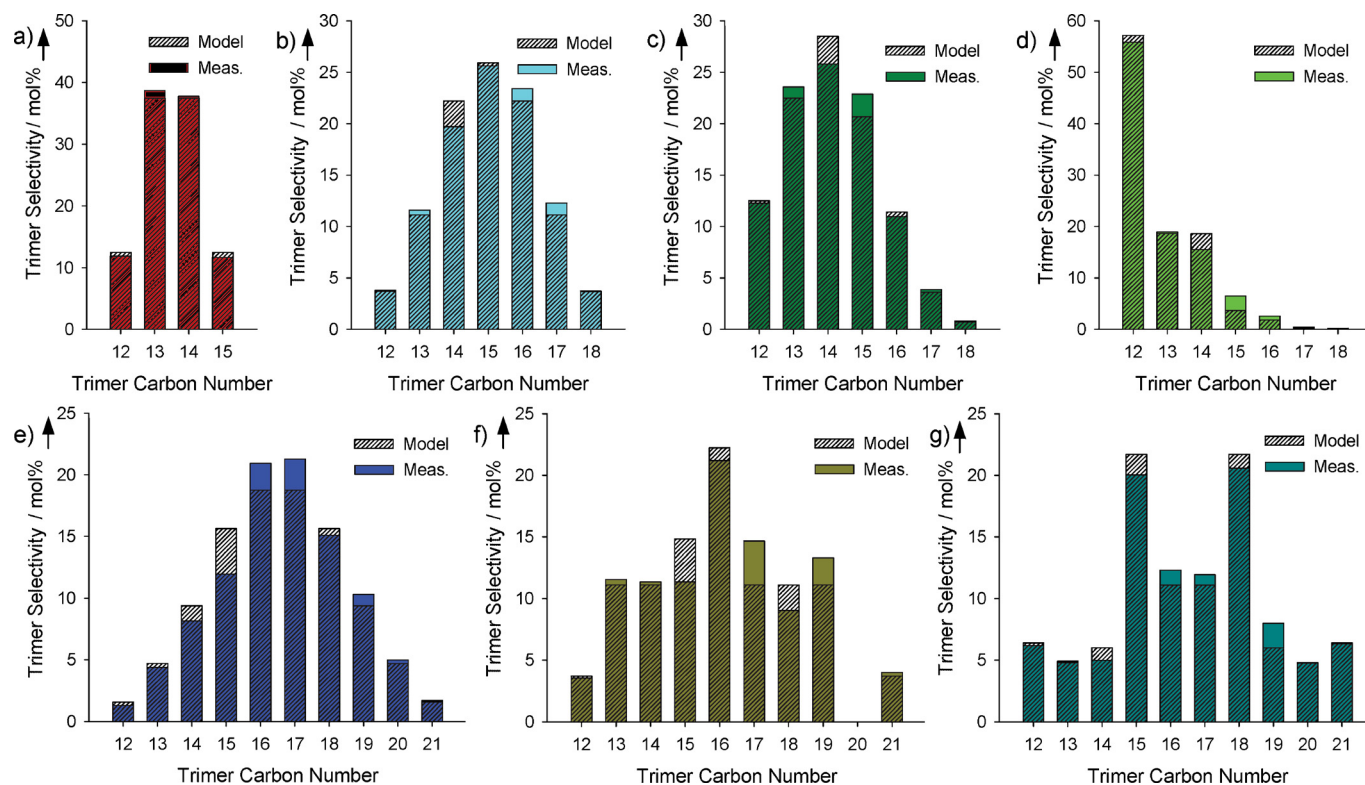 a)
Trimer Selectivity / mol%
50
40
30
20
10
0
Model
Meas.
12 13 14 15
Trimer Carbon Number
b)
Trimer Selectivity / mol%
30
25
20
15
10
5
0
Model
Meas.
12 13 14 15 16 17 18
Trimer Carbon Number
c)
Trimer Selectivity / mol%
30
25
20
15
10
5
0
Model
Meas.
12 13 14 15 16 17 18
Trimer Carbon Number
d)
Trimer Selectivity / mol%
60
50
40
30
20
10
0
Model
Meas.
12 13 14 15 16 17 18
Trimer Carbon Number
e)
Trimer Selectivity / mol%
25
20
15
10
5
0
Model
Meas.
12 13 14 15 16 17 18 19 20 21
Trimer Carbon Number
f)
Trimer Selectivity / mol%
25
20
15
10
5
0
Model
Meas.
12 13 14 15 16 17 18 19 20 21
Trimer Carbon Number
g)
Trimer Selectivity / mol%
25
20
15
10
5
0
Model
Meas.
12 13 14 15 16 17 18 19 20 21
Trimer Carbon Number